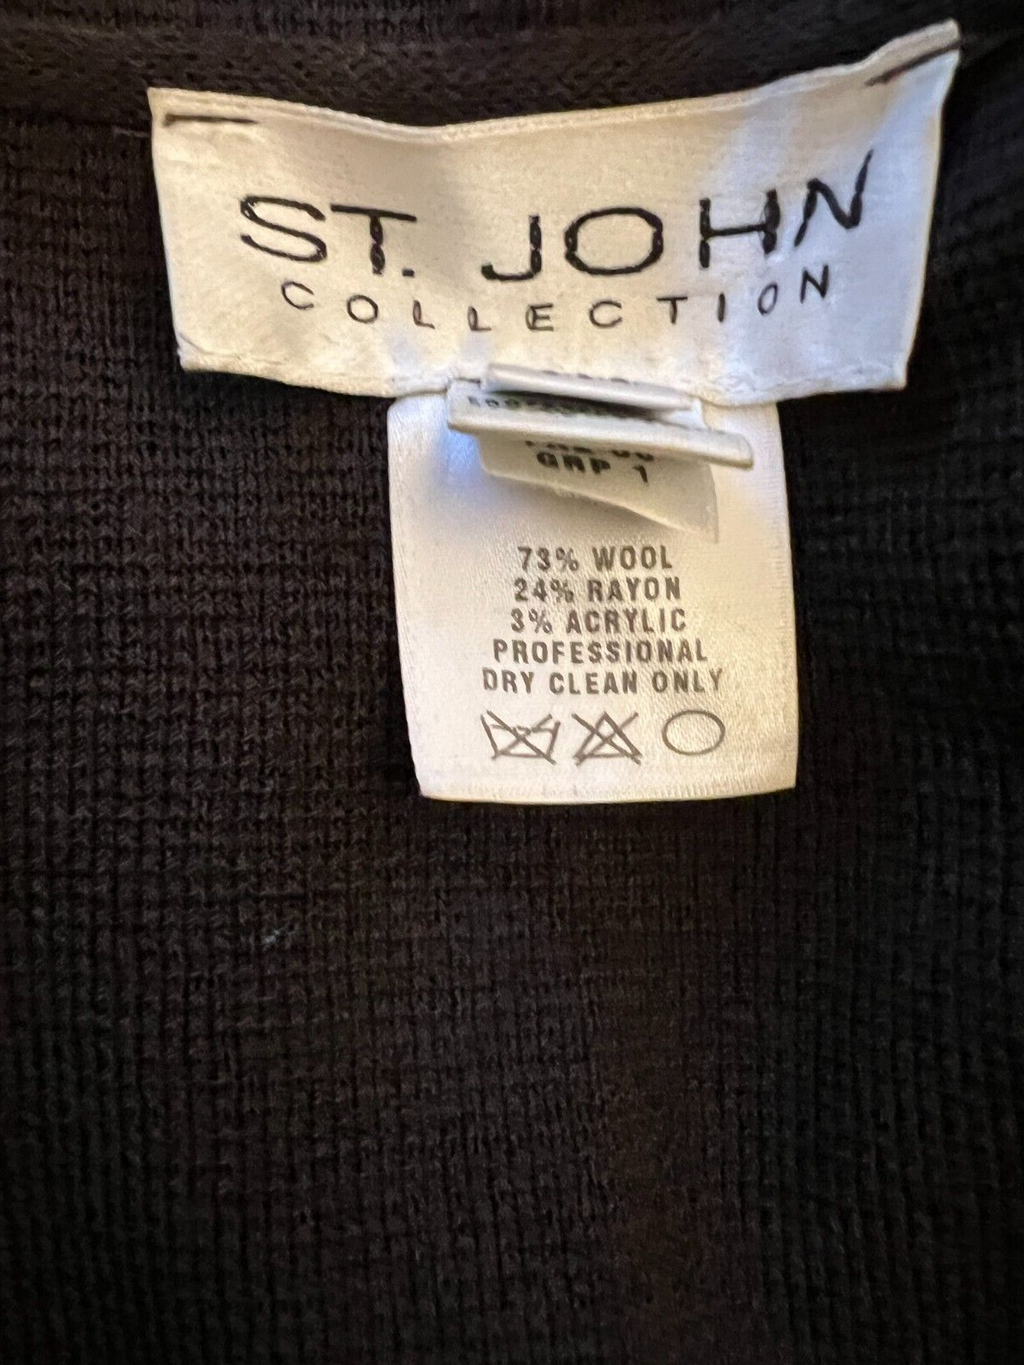 ST. JOHN
COLLECTION
GRP 1
73% WOOL
24% RAYON
3% ACRYLIC
PROFESSIONAL
DRY CLEAN ONLY